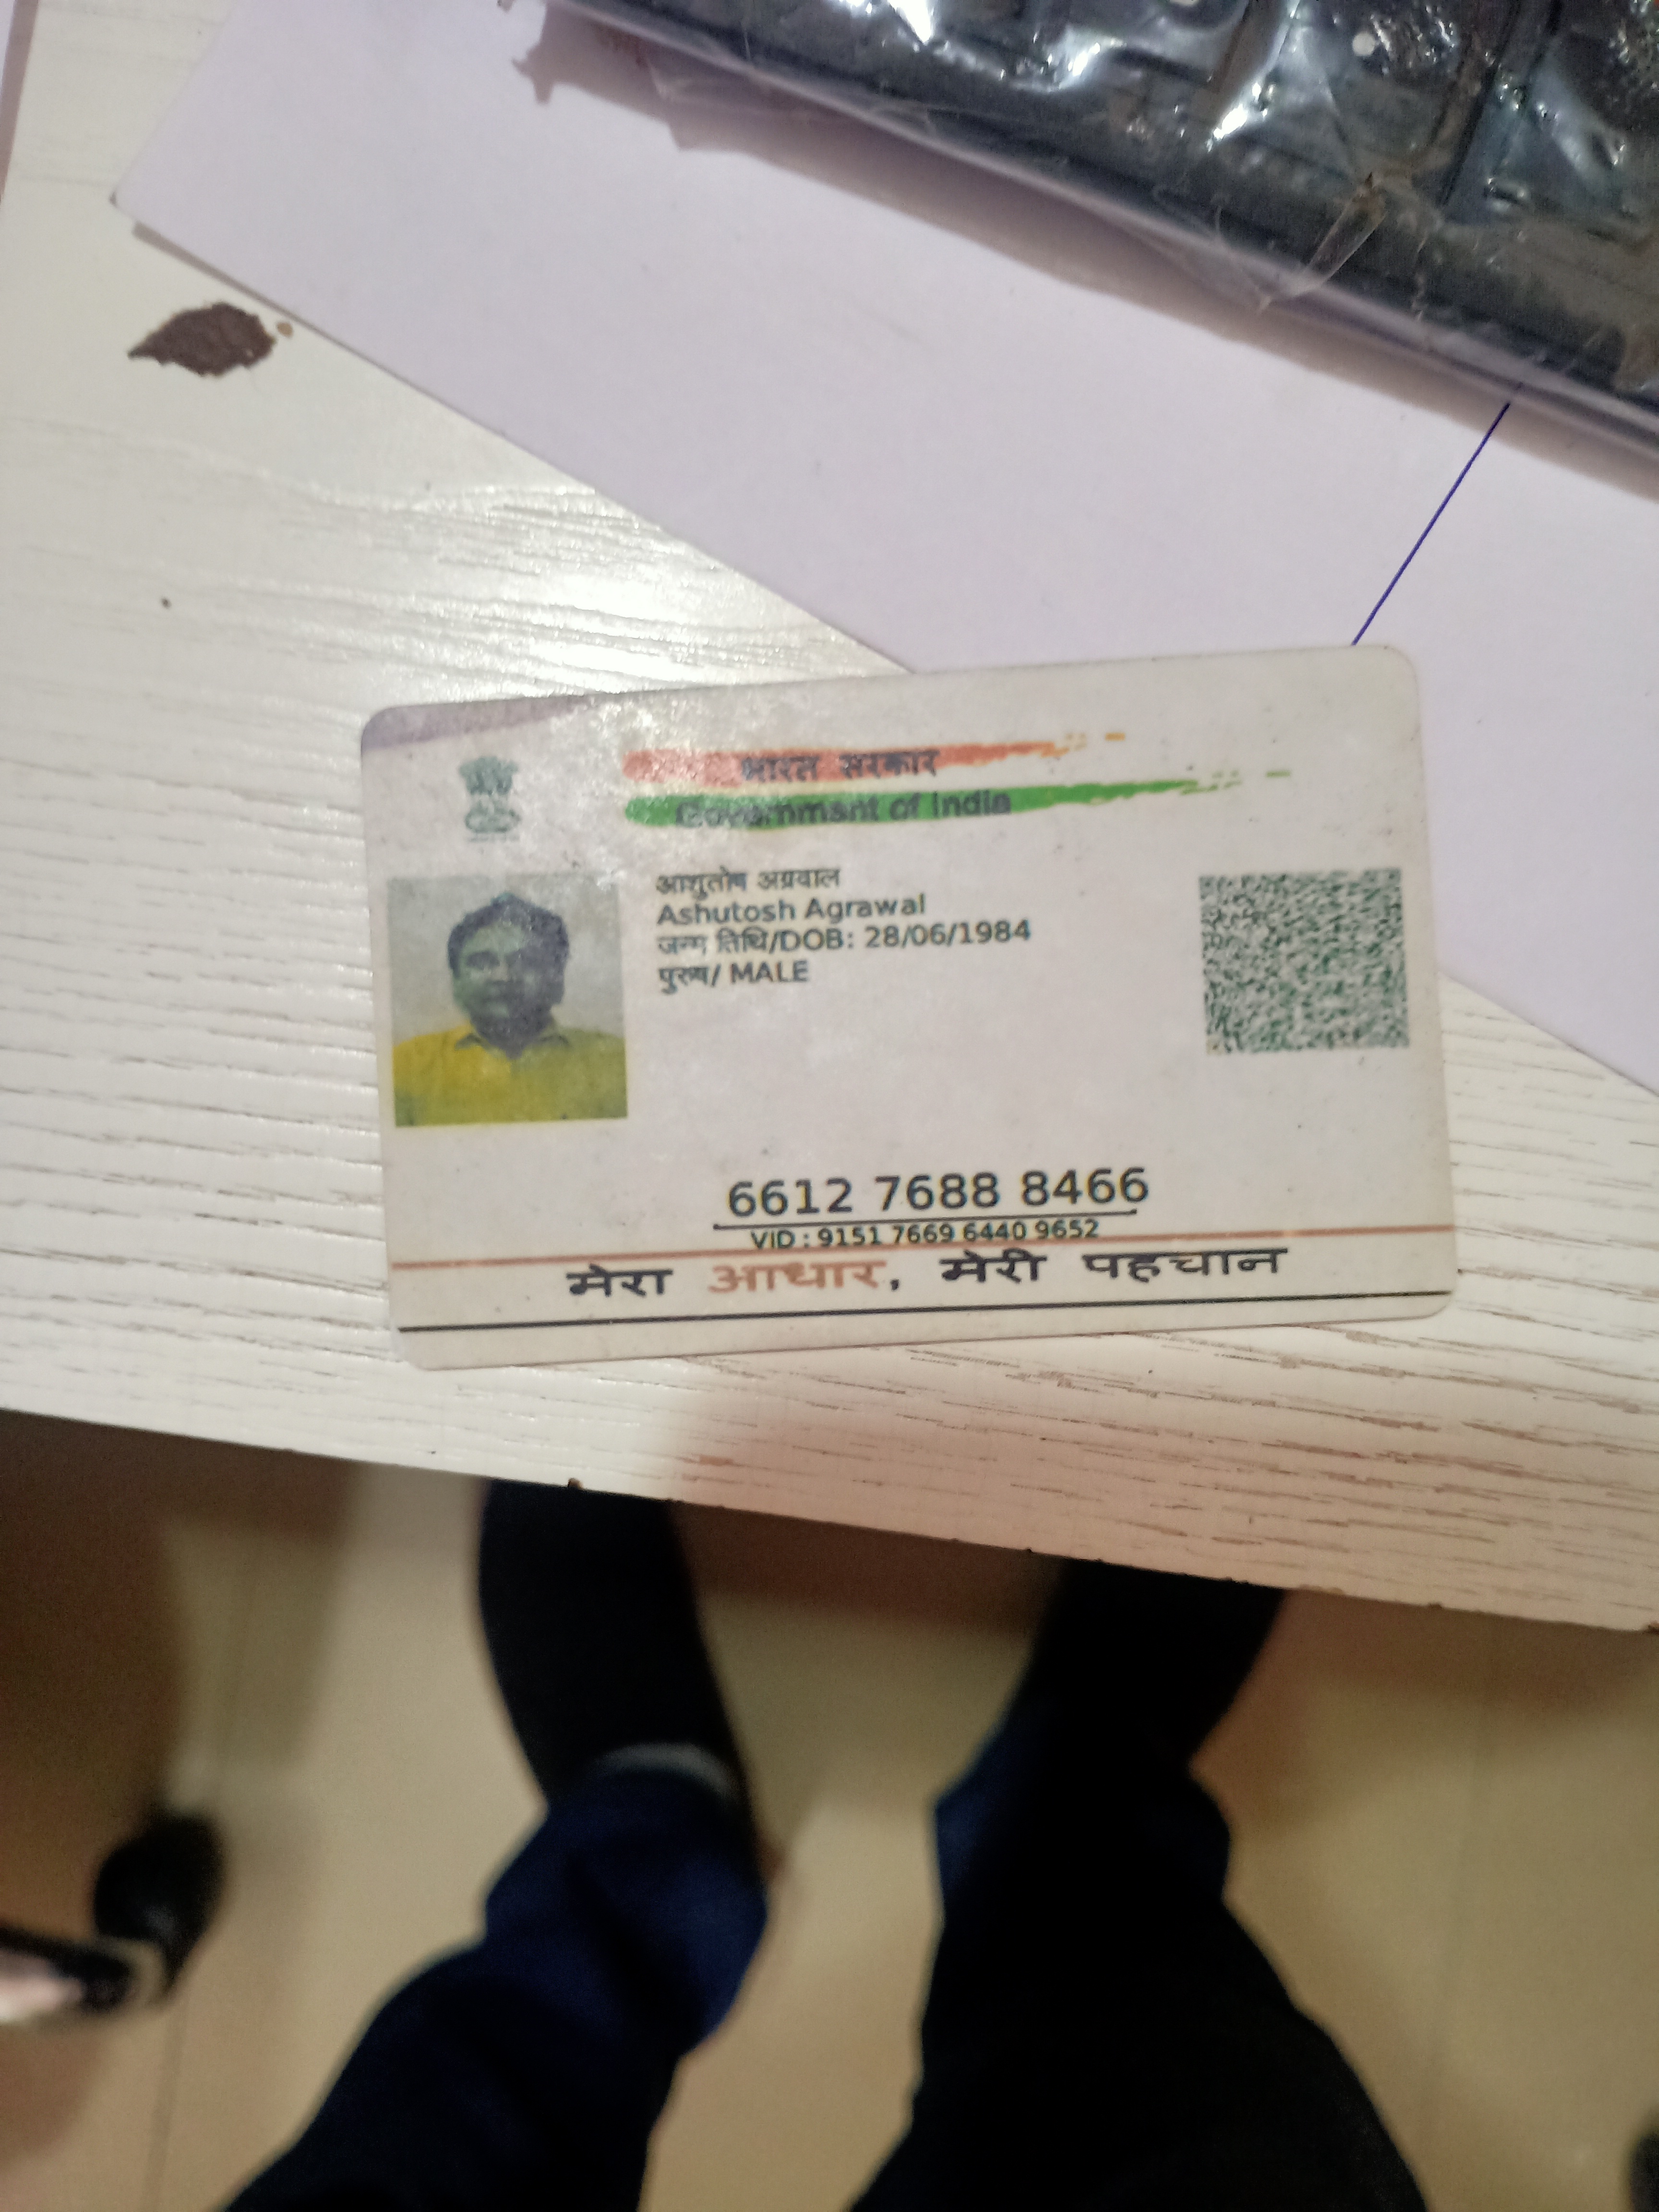 भारत सरकार
Government of India
आशुतोष अग्रवाल
Ashutosh Agrawal
जन्म तिथि/DOB: 28/06/1984
पुरुष/ MALE
6612 7688 8466
VID : 9151 7669 6440 9652
मेरा आधार, मेरी पहचान